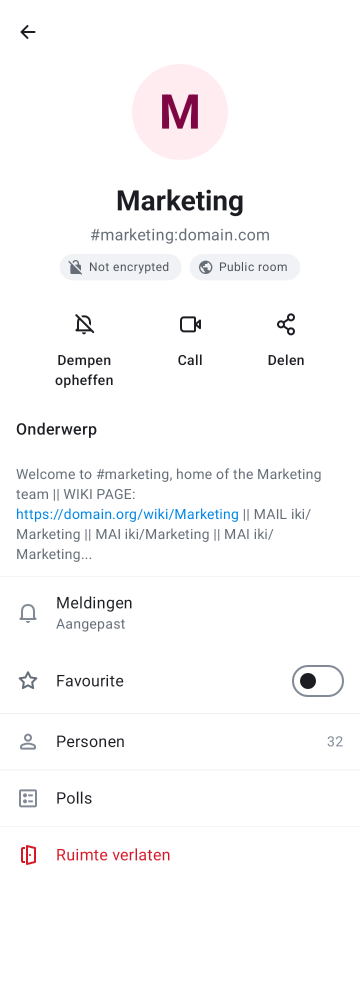 M
Marketing
#marketing:domain.com
Not encrypted
Public room
Dempen
opheffen
Call
Delen
Onderwerp
Welcome to #marketing, home of the Marketing
team || WIKI PAGE:
https://domain.org/wiki/Marketing || MAIL iki/
Marketing || MAI iki/Marketing || MAI iki/
Marketing...
Meldingen
Aangepast
Favourite
Personen 32
Polls
Ruimte verlaten